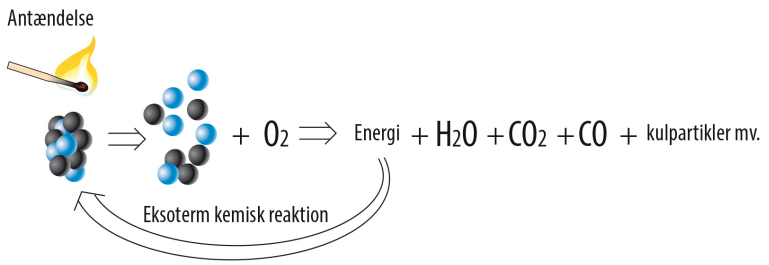 Antændelse
+ O2 Energi + H2O + CO2 + CO + kulpartikler mv.
Eksoterm kemisk reaktion